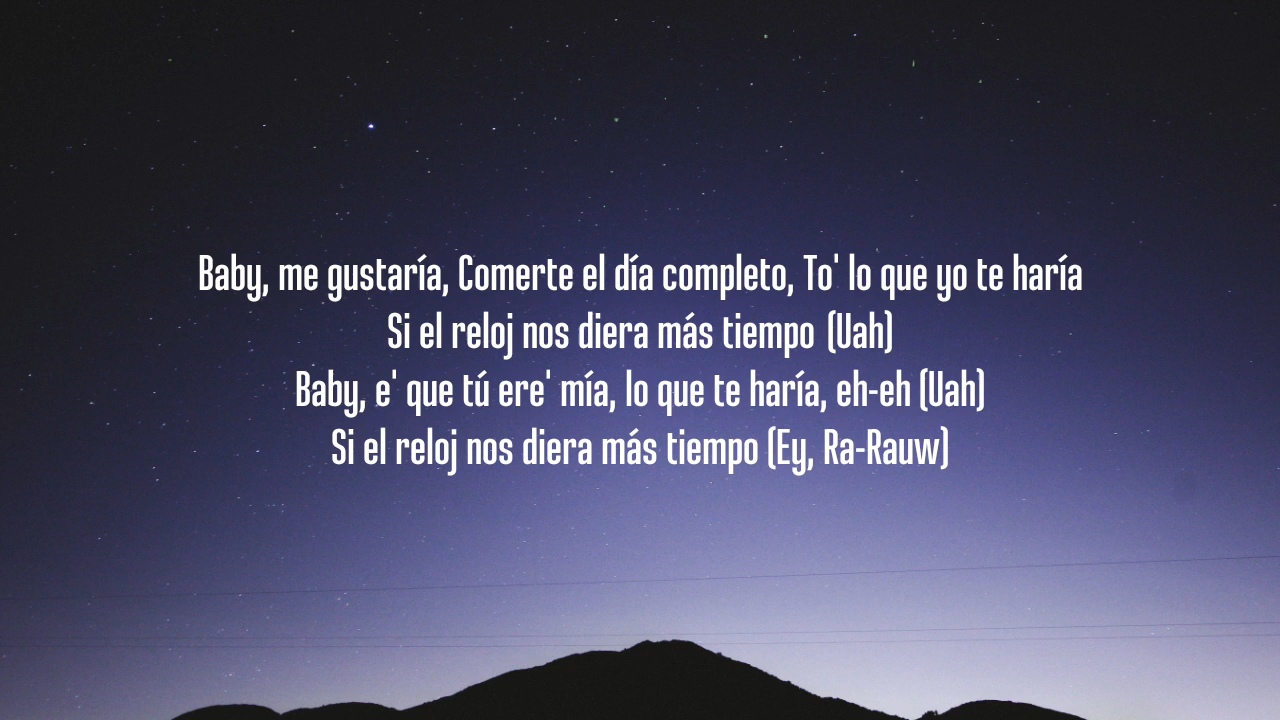 Baby, me gustaría, Comerte el día completo, To' lo que yo te haría
Si el reloj nos diera más tiempo (Uah)
Baby, e' que tú ere' mía, lo que te haría, eh-eh (Uah)
Si el reloj nos diera más tiempo (Ey, Ra-Rauw)